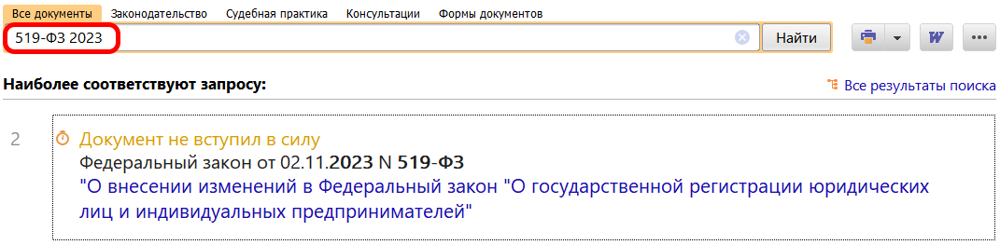 Все документы Законодательство Судебная практика Консультации Формы документов
519-ФЗ 2023 Найти W
Наиболее соответствуют запросу: Все результаты поиска
2 Документ не вступил в силу
Федеральный закон от 02.11.2023 N 519-ФЗ
"О внесении изменений в Федеральный закон "О государственной регистрации юридических
лиц и индивидуальных предпринимателей"